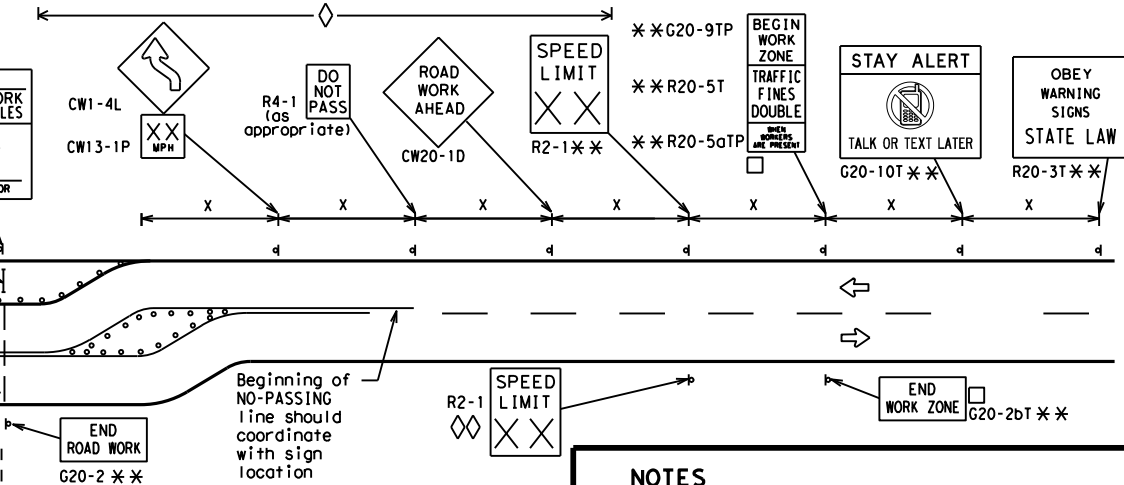 ORK
LES
OR
CW1-4L
XX
MPH
CW13-1P
R4-1
(as
appropriate)
DO
NOT
PASS
ROAD
WORK
AHEAD
CW20-1D
SPEED
LIMIT
X X
R2-1**
**G20-9TP
**R20-5T
**R20-5aTP
BEGIN
WORK
ZONE
TRAFFIC
FINES
DOUBLE
WHEN
WORKERS
ARE PRESENT
STAY ALERT
TALK OR TEXT LATER
G20-10T**
OBEY
WARNING
SIGNS
STATE LAW
R20-3T**
X X X X X X X
Beginning of
NO-PASSING
line should
coordinate
with sign
location
END
ROAD WORK
G20-2 **
R2-1
SPEED
LIMIT
X X
END
WORK ZONE
G20-2bT **
NOTES